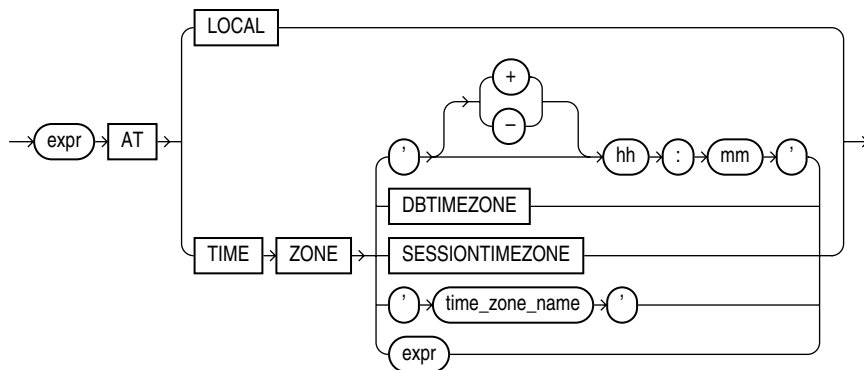 LOCAL
+
−
expr AT
’ hh : mm ’
DBTIMEZONE
TIME ZONE SESSIONTIMEZONE
’ time_zone_name ’
expr